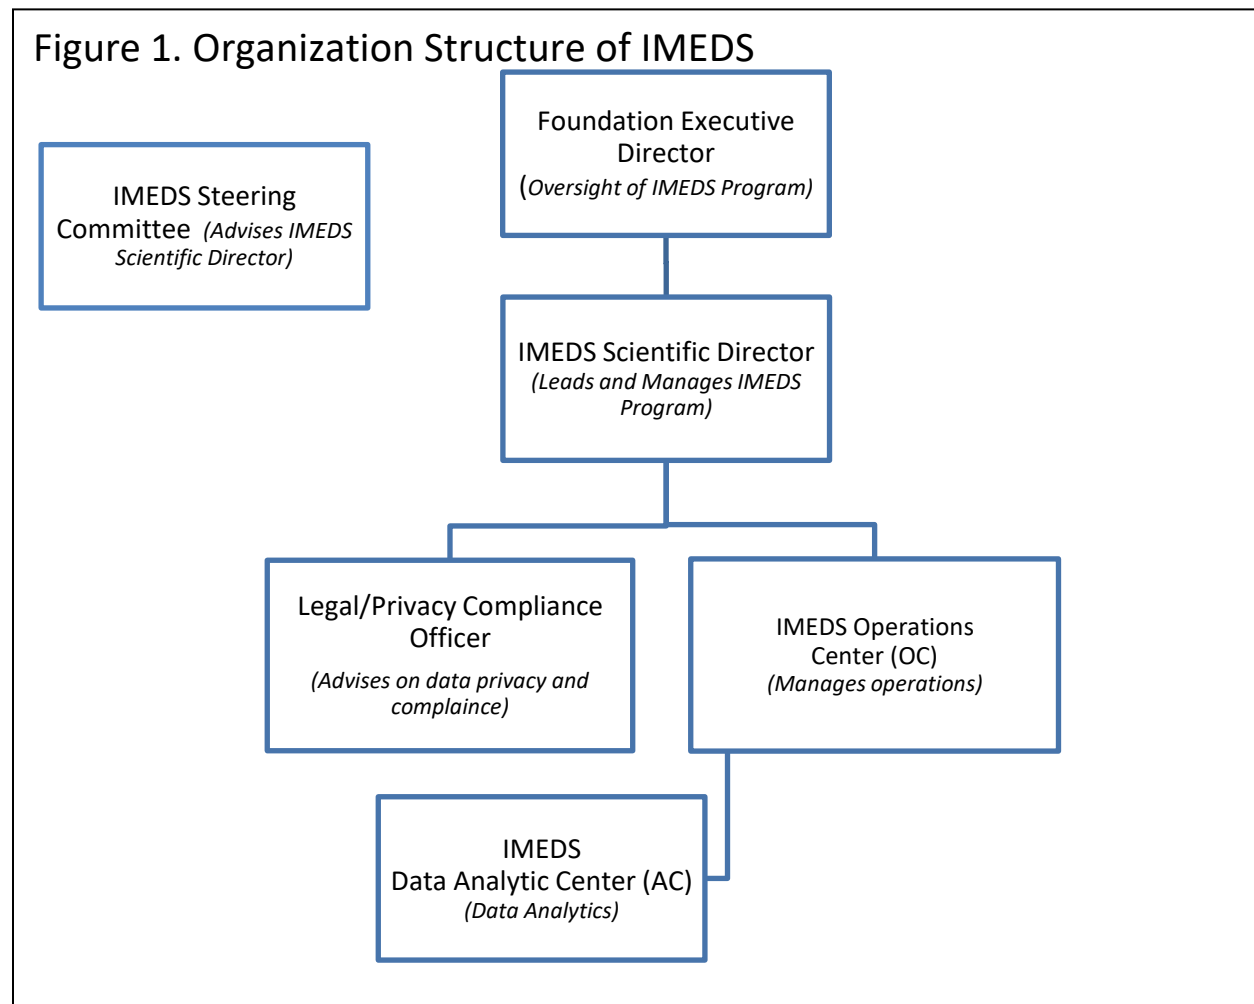 Figure 1. Organization Structure of IMEDS
Foundation Executive
Director
(Oversight of IMEDS Program)
IMEDS Steering
Committee (Advises IMEDS
Scientific Director)
IMEDS Scientific Director
(Leads and Manages IMEDS
Program)
Legal/Privacy Compliance
Officer
(Advises on data privacy and
complaince)
IMEDS Operations
Center (OC)
(Manages operations)
IMEDS
Data Analytic Center (AC)
(Data Analytics)